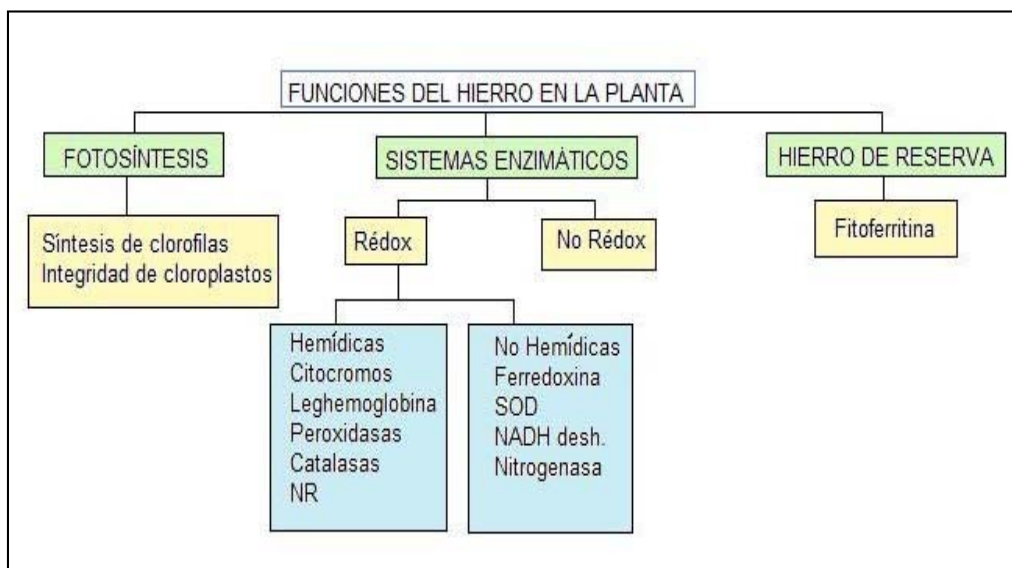 FUNCIONES DEL HIERRO EN LA PLANTA
FOTOSÍNTESIS
SISTEMAS ENZIMÁTICOS
HIERRO DE RESERVA
Síntesis de clorofilas
Integridad de cloroplastos
Rédox
No Rédox
Fitoferritina
Hemídicas
Citocromos
Leghemoglobina
Peroxidasas
Catalasas
NR
No Hemídicas
Ferredoxina
SOD
NADH desh.
Nitrogenasa